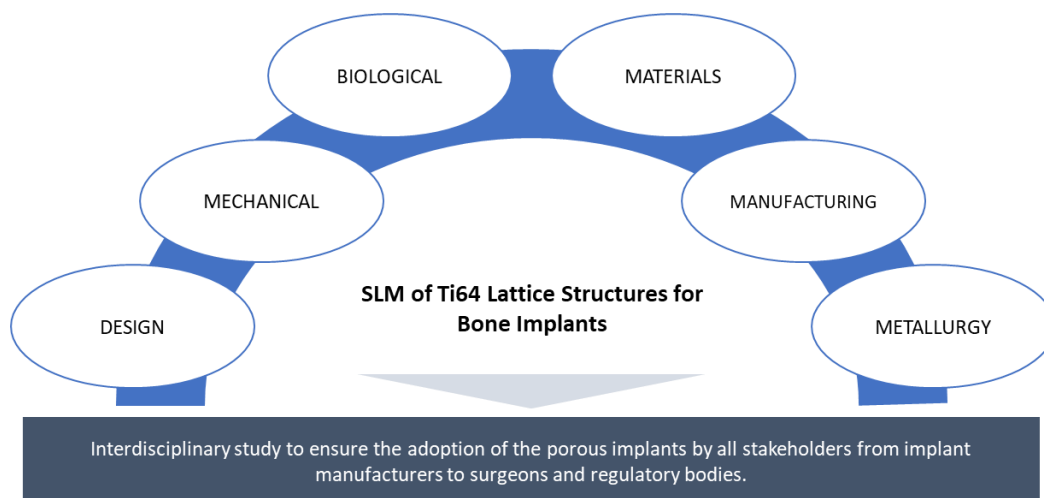 BIOLOGICAL
MATERIALS
MECHANICAL
MANUFACTURING
DESIGN
SLM of Ti64 Lattice Structures for
Bone Implants
METALLURGY
Interdisciplinary study to ensure the adoption of the porous implants by all stakeholders from implant
manufacturers to surgeons and regulatory bodies.